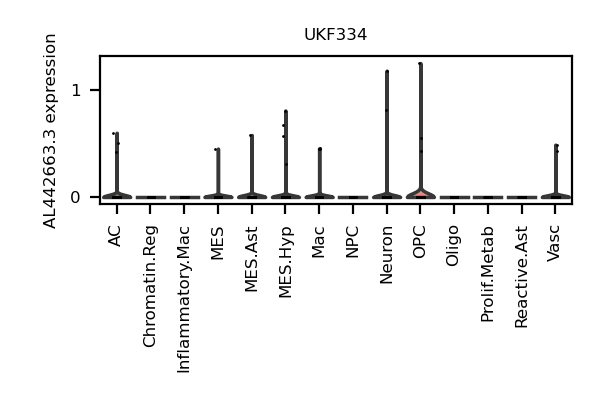 UKF334
AL442663.3 expression
1
0
AC
Chromatin.Reg
Inflammatory.Mac
MES
MES.Ast
MES.Hyp
Mac
NPC
Neuron
OPC
Oligo
Prolif.Metab
Reactive.Ast
Vasc